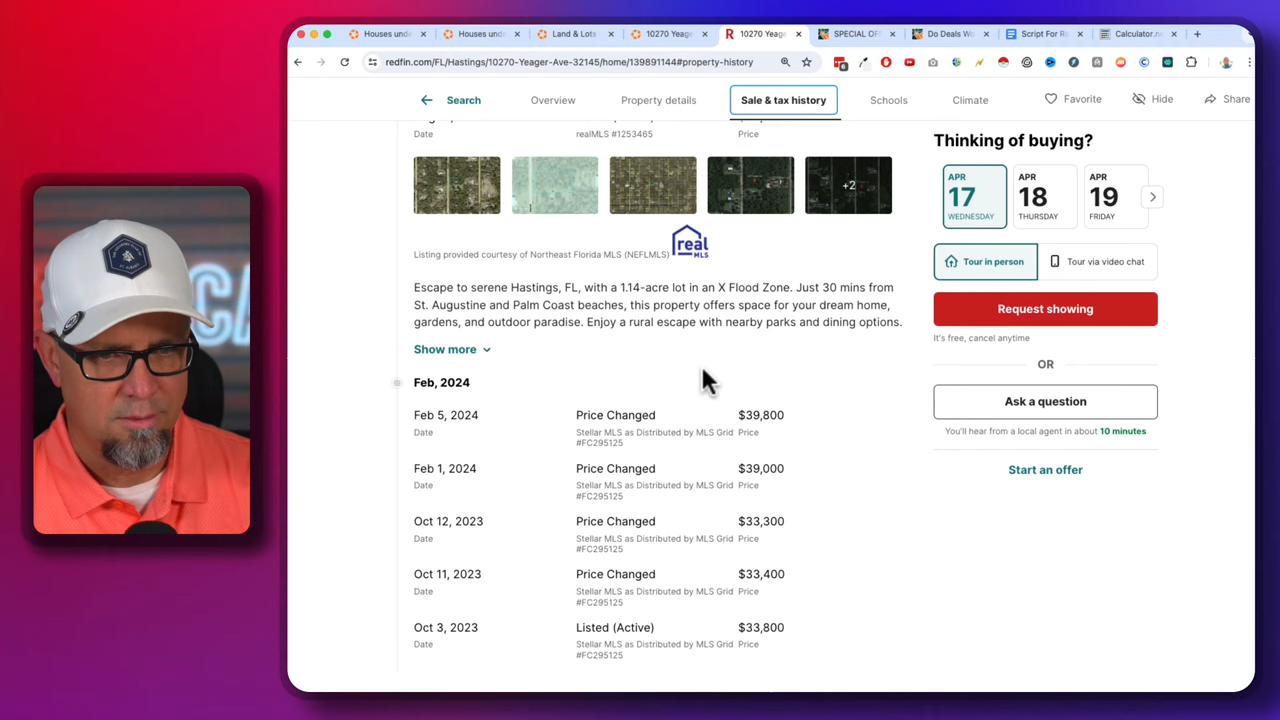 Houses unde
Houses unde
Land & Lots
10270 Yeage
10270 Yeage
SPECIAL OF
Do Deals Wi
Script For R
Calculator.ne
redfin.com/FL/Hastings/10270-Yeager-Ave-32145/home/139891144#property-history
Search
Overview
Property details
Sale & tax history
Schools
Climate
Favorite
Hide
Share
Date
realMLS #1253465
Price
+2
Listing provided courtesy of Northeast Florida MLS (NEFLMLS)
real
MLS
Escape to serene Hastings, FL, with a 1.14-acre lot in an X Flood Zone. Just 30 mins from
St. Augustine and Palm Coast beaches, this property offers space for your dream home,
gardens, and outdoor paradise. Enjoy a rural escape with nearby parks and dining options.
Show more
Feb, 2024
Feb 5, 2024 Price Changed $39,800
Date Stellar MLS as Distributed by MLS Grid Price
#FC295125
Feb 1, 2024 Price Changed $39,000
Date Stellar MLS as Distributed by MLS Grid Price
#FC295125
Oct 12, 2023 Price Changed $33,300
Date Stellar MLS as Distributed by MLS Grid Price
#FC295125
Oct 11, 2023 Price Changed $33,400
Date Stellar MLS as Distributed by MLS Grid Price
#FC295125
Oct 3, 2023 Listed (Active) $33,800
Date Stellar MLS as Distributed by MLS Grid Price
#FC295125
Thinking of buying?
APR
17
WEDNESDAY
APR
18
THURSDAY
APR
19
FRIDAY
Tour in person
Tour via video chat
Request showing
It's free, cancel anytime
OR
Ask a question
You'll hear from a local agent in about 10 minutes
Start an offer